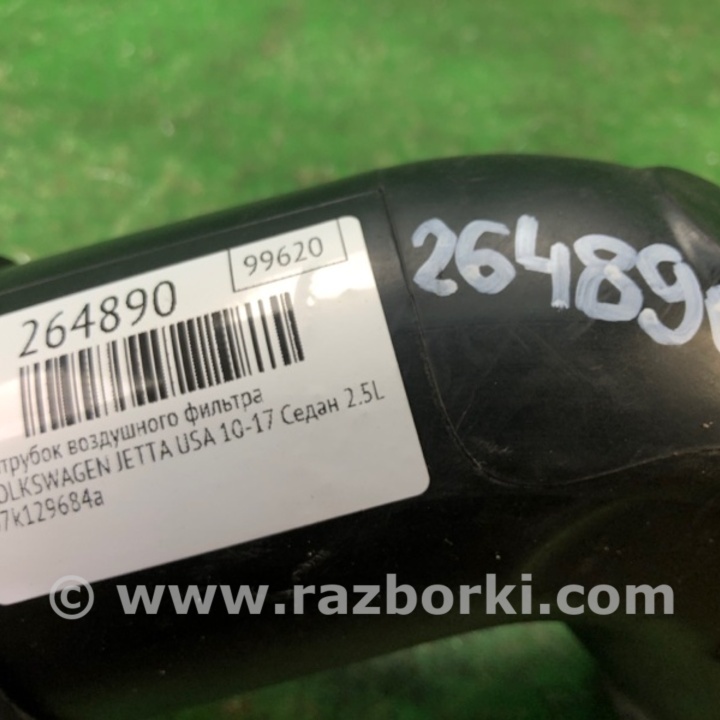 99620
264890
трубок воздушного фильтра
OLKSWAGEN JETTA USA 10-17 Седан 2.5L
7k129684a
26489
© www.razborki.com